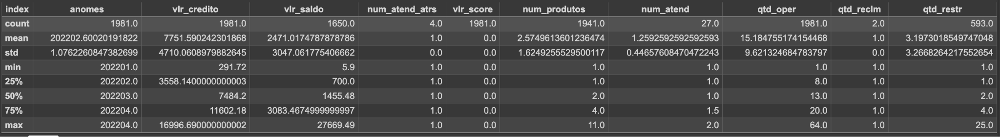 index anomes vlr_credito vlr_saldo num_atend_atrs vlr_score num_produtos num_atend qtd_oper qtd_reclm qtd_restr
count 1981.0 1981.0 1650.0 4.0 1981.0 1941.0 27.0 1981.0 2.0 593.0
mean 202202.60020191822 7751.590242301868 2471.0174787878786 1.0 0.0 2.5749613601236474 1.2592592592592593 15.184755174154468 1.0 3.1973018549747048
std 1.0762260847382699 4710.0608979882645 3047.061775406662 0.0 0.0 1.6249255529500117 0.44657608470472243 9.621324684783797 0.0 3.2668264217552654
min 202201.0 291.72 5.9 1.0 0.0 1.0 1.0 1.0 1.0 1.0
25% 202202.0 3558.1400000000003 700.0 1.0 0.0 1.0 1.0 8.0 1.0 1.0
50% 202203.0 7484.2 1455.48 1.0 0.0 2.0 1.0 13.0 1.0 2.0
75% 202204.0 11602.18 3083.4674999999997 1.0 0.0 4.0 1.5 20.0 1.0 4.0
max 202204.0 16996.690000000002 27669.49 1.0 0.0 11.0 2.0 64.0 1.0 25.0